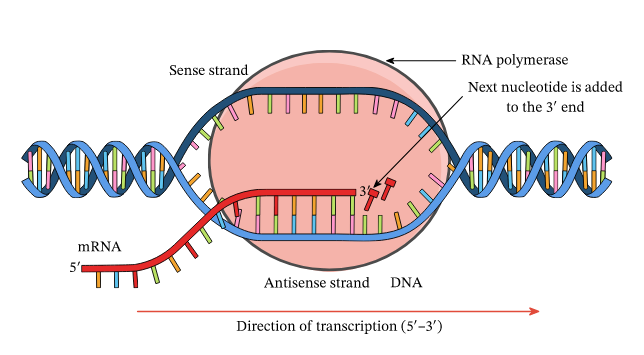 RNA polymerase
Sense strand
Next nucleotide is added
to the 3′ end
3′
mRNA
5′
Antisense strand
DNA
Direction of transcription (5′–3′)